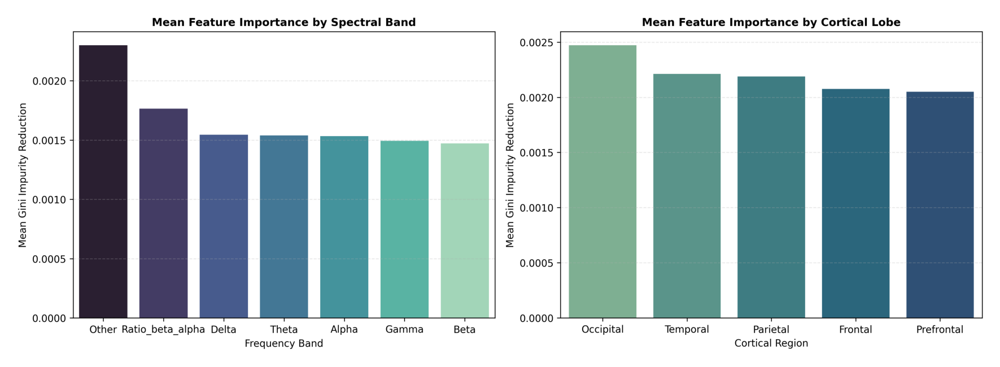 Mean Feature Importance by Spectral Band
Mean Gini Impurity Reduction
0.0020
0.0015
0.0010
0.0005
0.0000
Other Ratio_beta_alpha Delta Theta Alpha Gamma Beta
Frequency Band
Mean Feature Importance by Cortical Lobe
Mean Gini Impurity Reduction
0.0025
0.0020
0.0015
0.0010
0.0005
0.0000
Occipital Temporal Parietal Frontal Prefrontal
Cortical Region